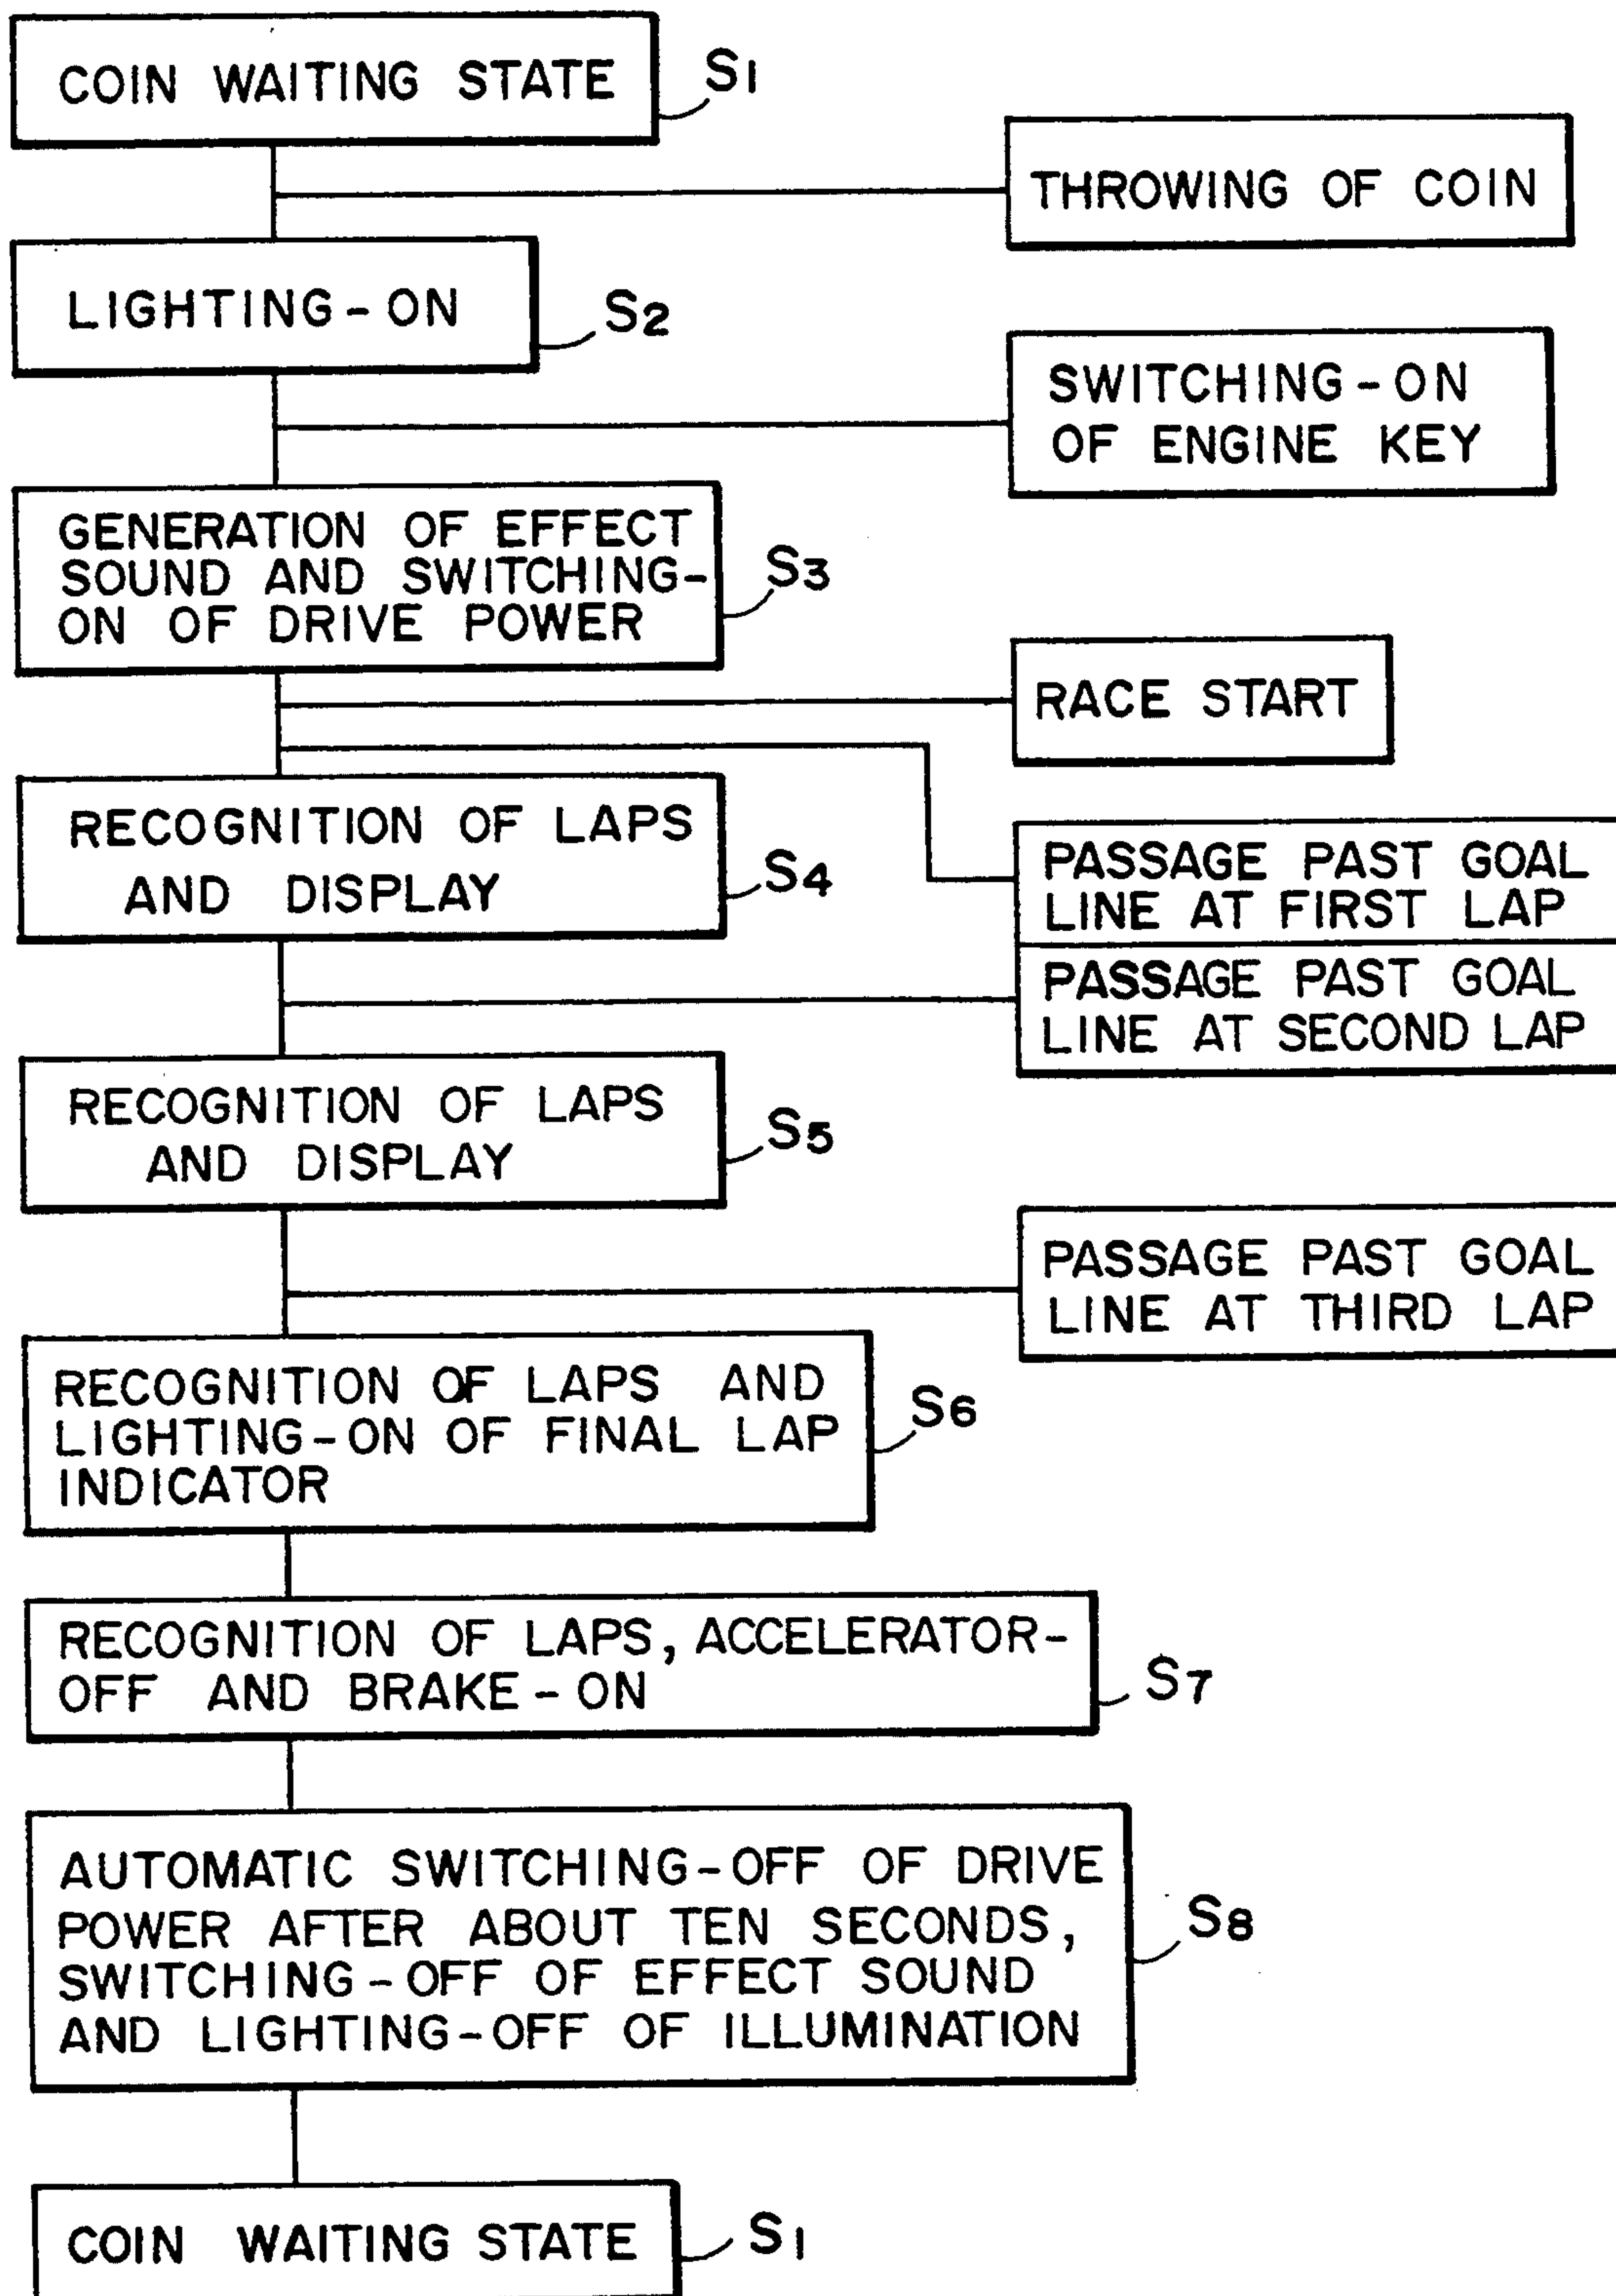 COIN WAITING STATE
S1
THROWING OF COIN
LIGHTING-ON
S2
SWITCHING-ON
OF ENGINE KEY
GENERATION OF EFFECT
SOUND AND SWITCHING-
ON OF DRIVE POWER
S3
RACE START
RECOGNITION OF LAPS
AND DISPLAY
S4
PASSAGE PAST GOAL
LINE AT FIRST LAP
PASSAGE PAST GOAL
LINE AT SECOND LAP
RECOGNITION OF LAPS
AND DISPLAY
S5
PASSAGE PAST GOAL
LINE AT THIRD LAP
RECOGNITION OF LAPS AND
LIGHTING-ON OF FINAL LAP
INDICATOR
S6
RECOGNITION OF LAPS, ACCELERATOR-
OFF AND BRAKE-ON
S7
AUTOMATIC SWITCHING-OFF OF DRIVE
POWER AFTER ABOUT TEN SECONDS,
SWITCHING-OFF OF EFFECT SOUND
AND LIGHTING-OFF OF ILLUMINATION
S8
COIN WAITING STATE
S1